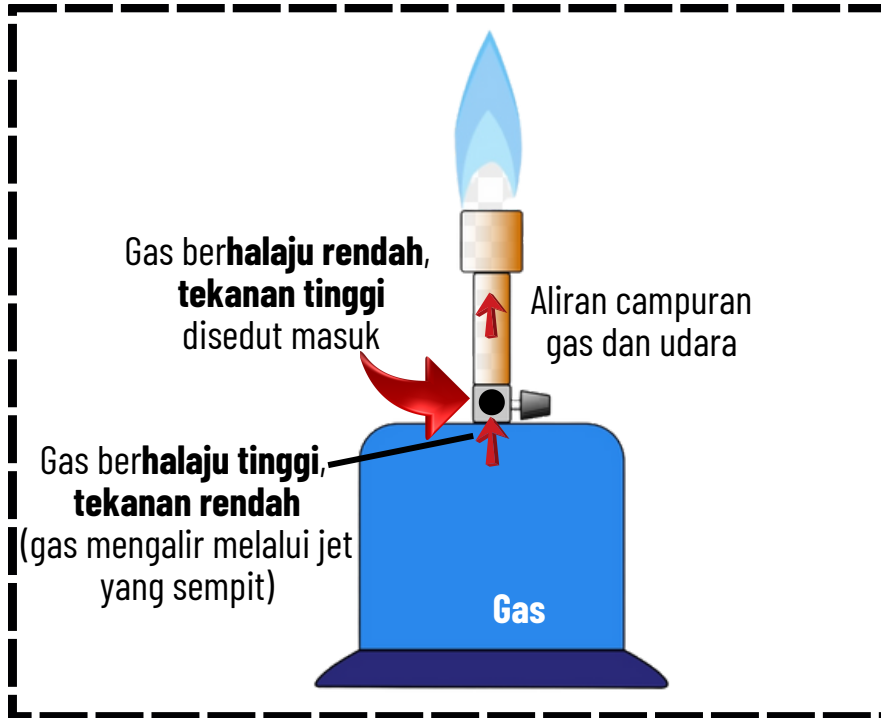 Gas berhalaju rendah,
tekanan tinggi
disedut masuk
Aliran campuran
gas dan udara
Gas berhalaju tinggi,
tekanan rendah
(gas mengalir melalui jet
yang sempit)
Gas